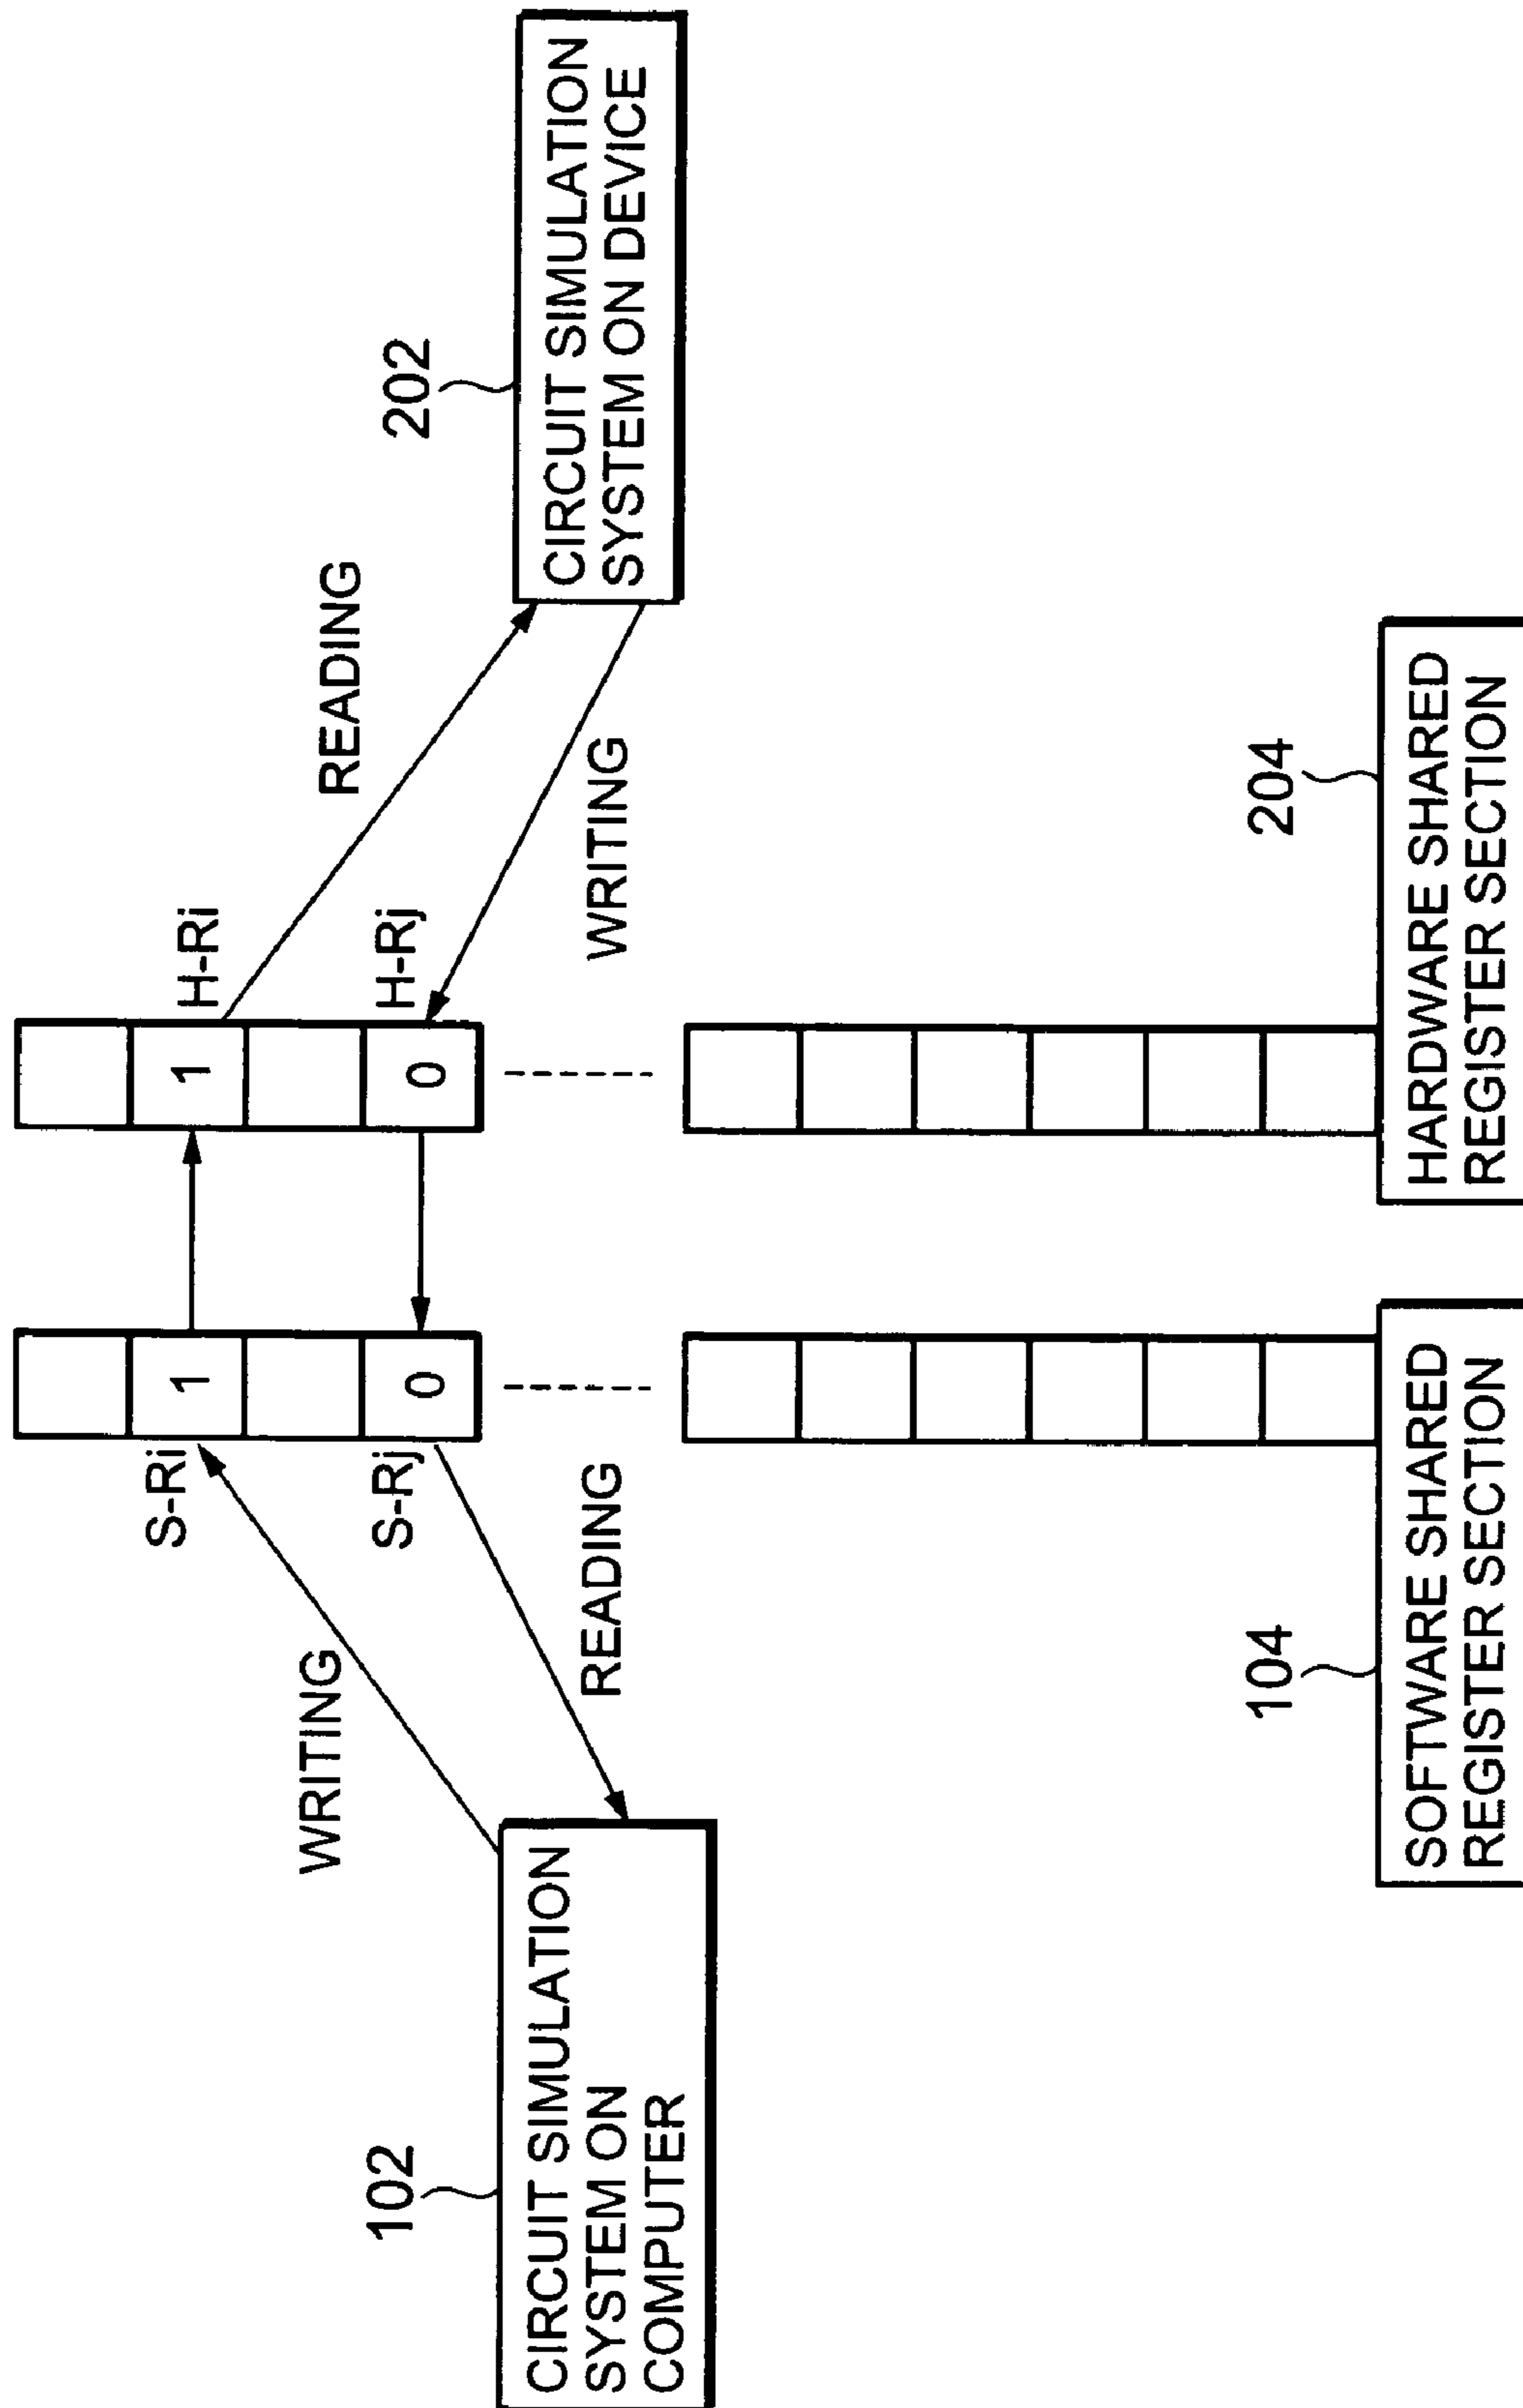 S-Ri
1
1
H-Ri
WRITING
READING
S-Rj
0
0
H-Rj
102
202
CIRCUIT SIMULATION
SYSTEM ON
COMPUTER
READING
WRITING
CIRCUIT SIMULATION
SYSTEM ON DEVICE
104
204
SOFTWARE SHARED
REGISTER SECTION
HARDWARE SHARED
REGISTER SECTION